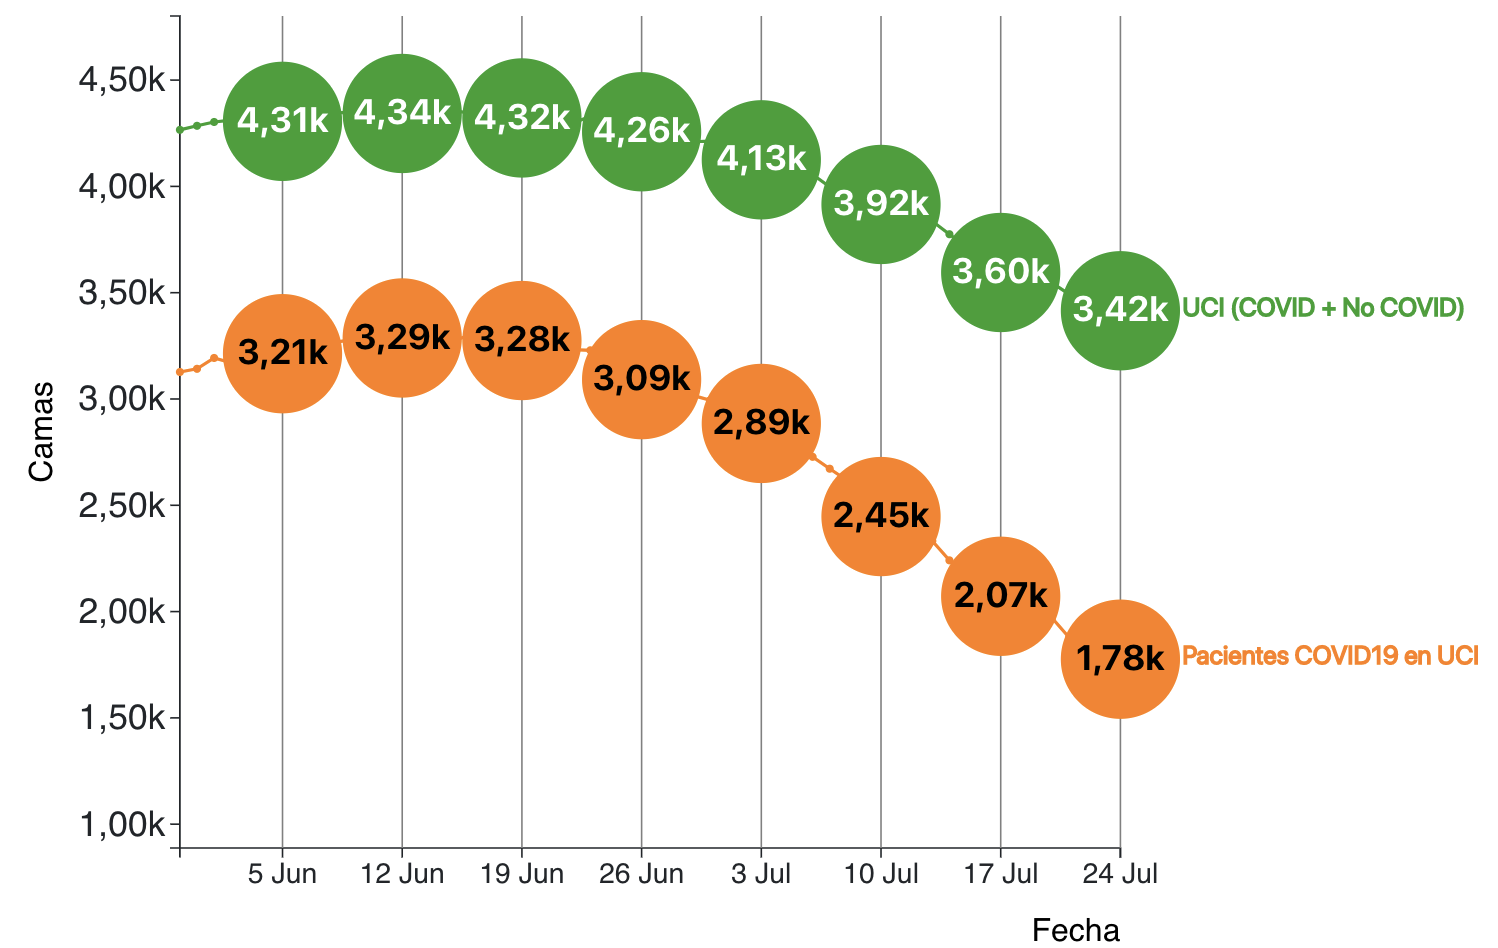 4,50k
4,00k
3,50k
3,00k
2,50k
2,00k
1,50k
1,00k
Camas
4,31k 4,34k 4,32k 4,26k 4,13k 3,92k 3,60k 3,42k UCI (COVID + No COVID)
3,21k 3,29k 3,28k 3,09k 2,89k 2,45k 2,07k 1,78k Pacientes COVID19 en UCI
5 Jun 12 Jun 19 Jun 26 Jun 3 Jul 10 Jul 17 Jul 24 Jul
Fecha